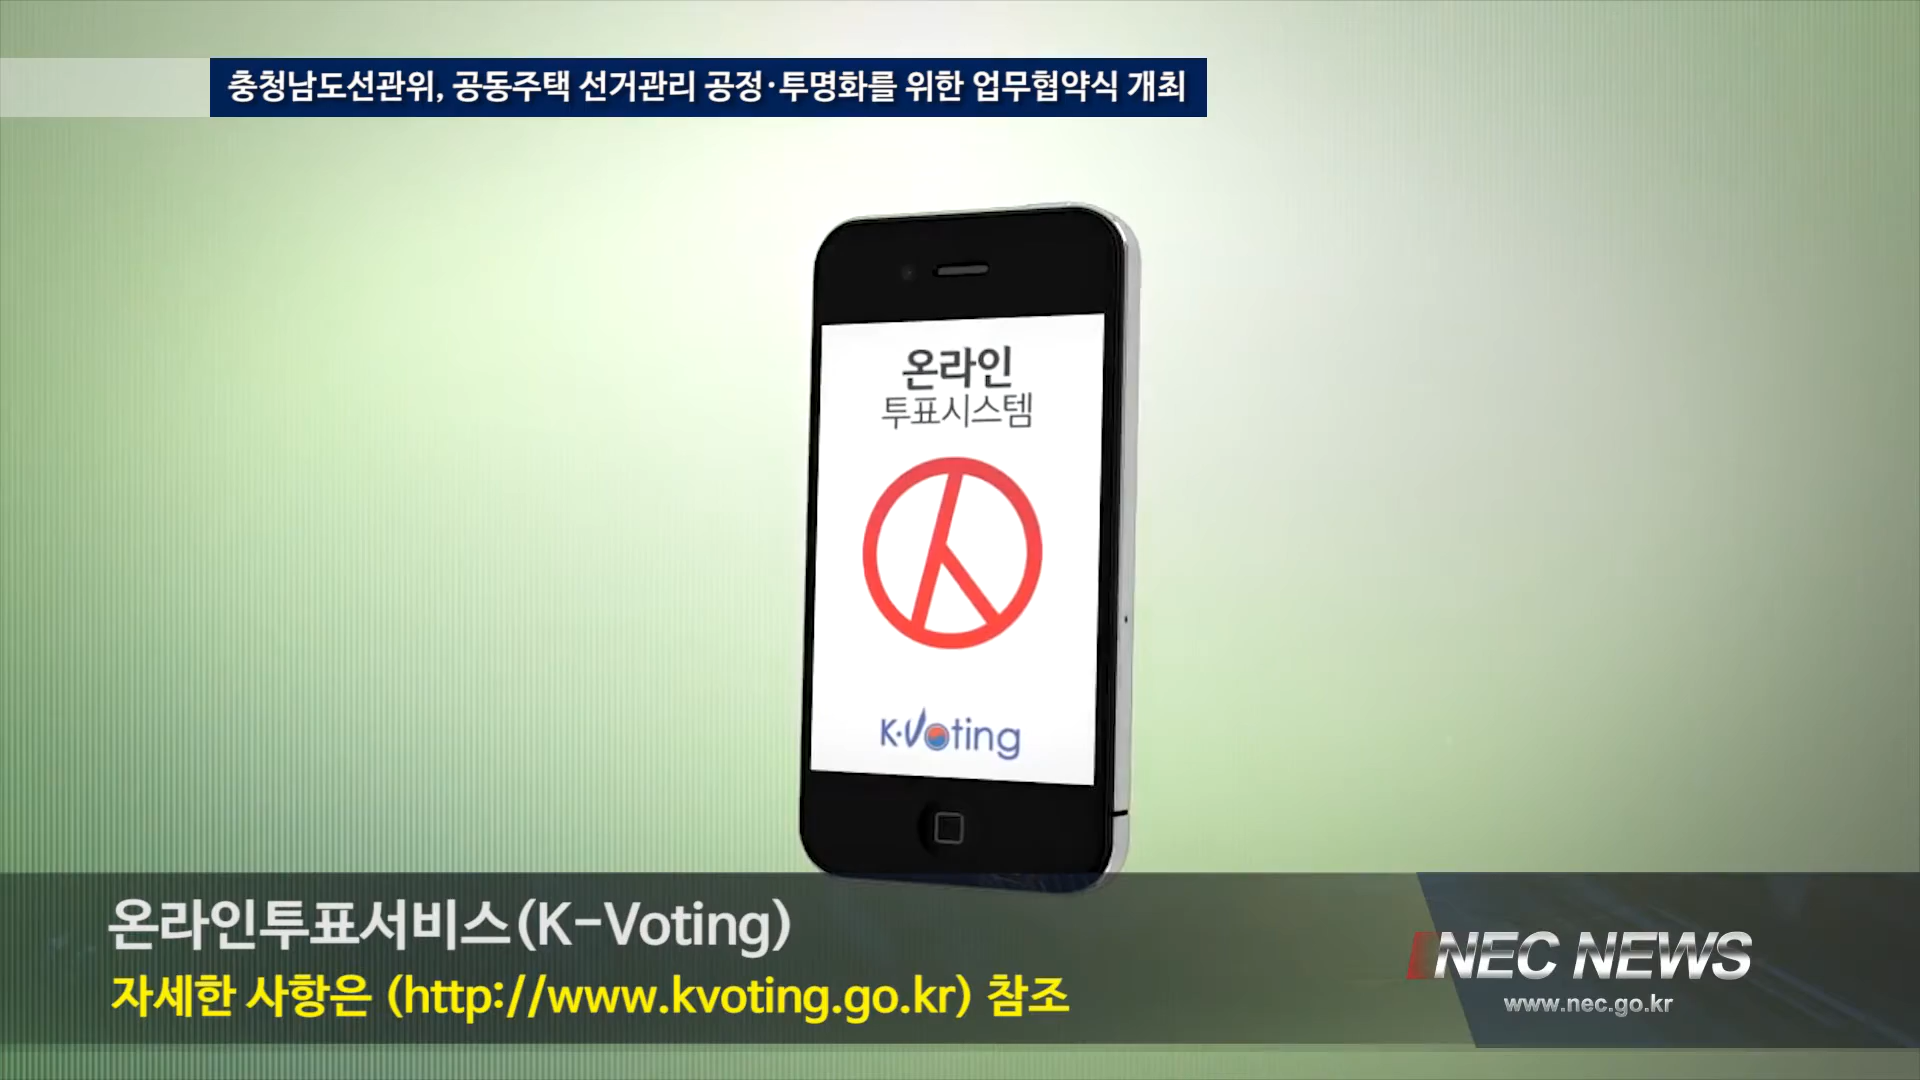 충청남도선관위, 공동주택 선거관리 공정·투명화를 위한 업무협약식 개최
온라인
투표시스템
K·Voting
온라인투표서비스(K-Voting)
자세한 사항은 (http://www.kvoting.go.kr) 참조
NEC NEWS
www.nec.go.kr